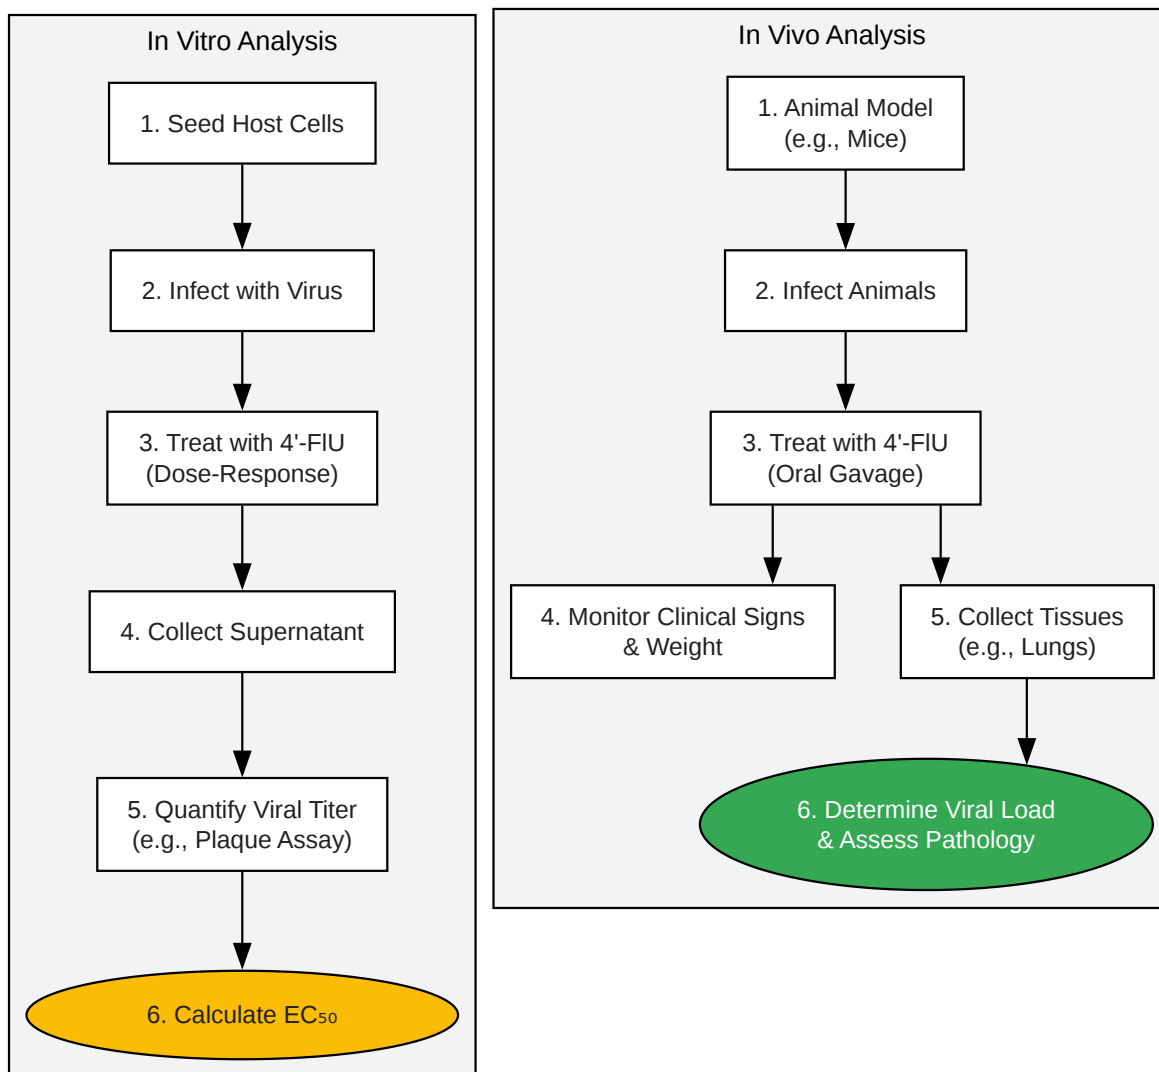 In Vitro Analysis
1. Seed Host Cells
2. Infect with Virus
3. Treat with 4'-FlU
(Dose-Response)
4. Collect Supernatant
5. Quantify Viral Titer
(e.g., Plaque Assay)
6. Calculate EC₅₀
In Vivo Analysis
1. Animal Model
(e.g., Mice)
2. Infect Animals
3. Treat with 4'-FlU
(Oral Gavage)
4. Monitor Clinical Signs
& Weight
5. Collect Tissues
(e.g., Lungs)
6. Determine Viral Load
& Assess Pathology